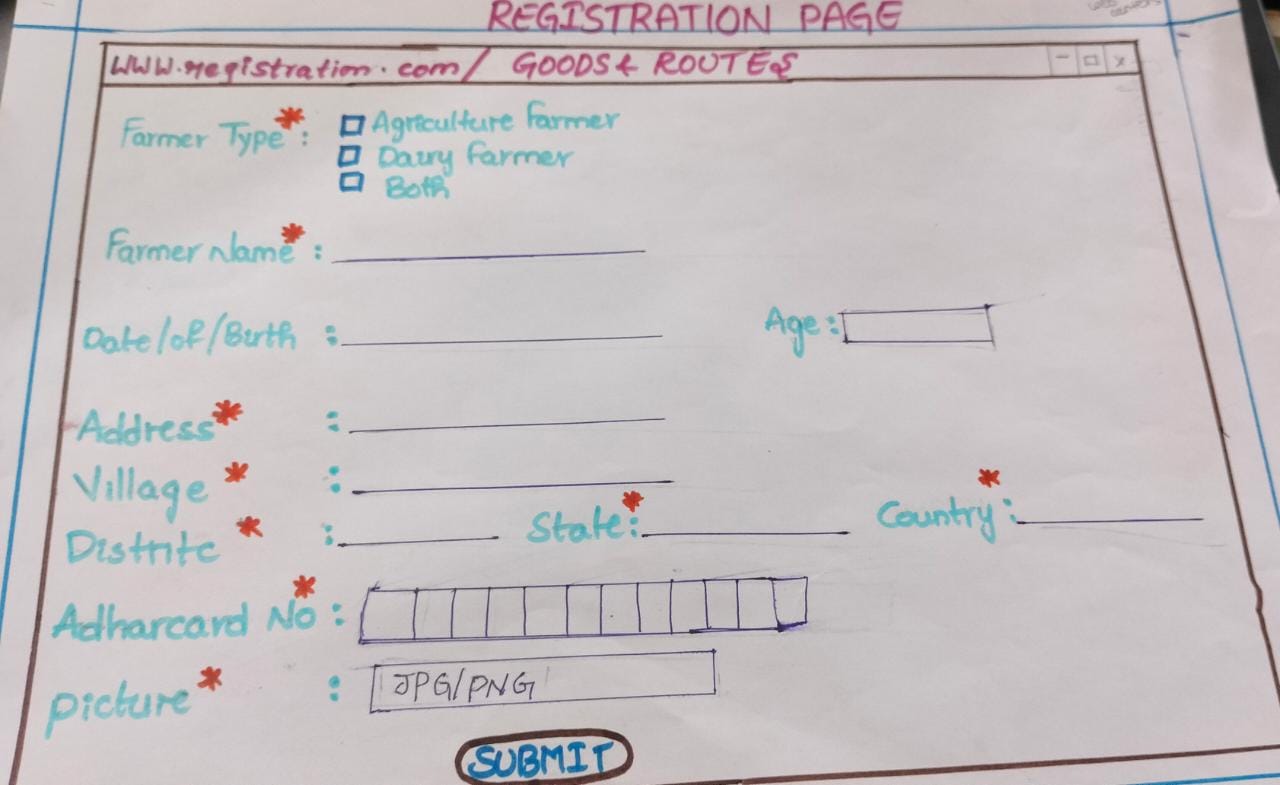 REGISTRATION PAGE
www.registration.com/ GOODS & ROUTES
- x
Farmer Type* : Agriculture Farmer
Dairy Farmer
Both
Farmer Name* :
Date/of/Birth : Age :
Address* :
Village* :
Distritc* : State* : Country* :
Adharcard No* :
picture* : JPG/PNG
SUBMIT